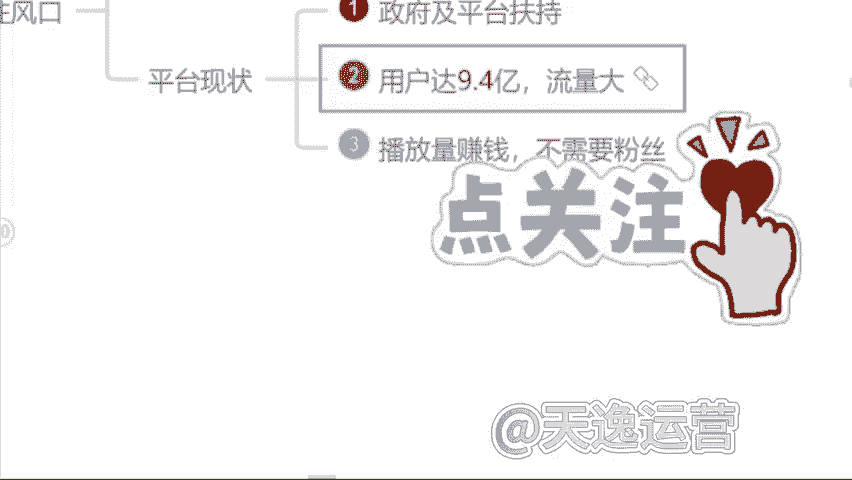 风口
1 政府及平台扶持
平台现状
2 用户达9.4亿，流量大
3 播放量赚钱，不需要粉丝
点关注
@天逸运营